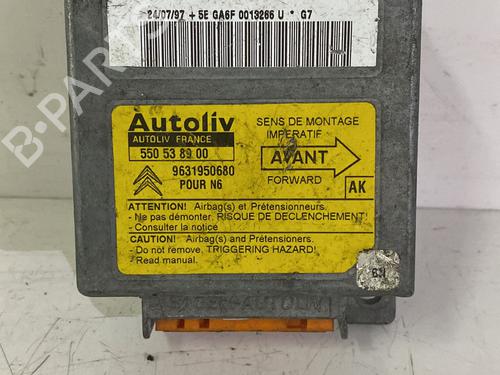 24/07/97 + 5E GA6F 0013266 U * G7
B-PARTS
Autoliv
AUTOLIV FRANCE
550 53 89 00
9631950680
POUR N6
SENS DE MONTAGE
IMPERATIF
AVANT
FORWARD
AK
ATTENTION! Airbag(s) et Prétensionneurs.
- Ne pas démonter, RISQUE DE DECLENCHEMENT!
- Consulter la notice
CAUTION! Airbag(s) and Prétensioners.
- Do not remove, TRIGGERING HAZARD!
- Read manual.